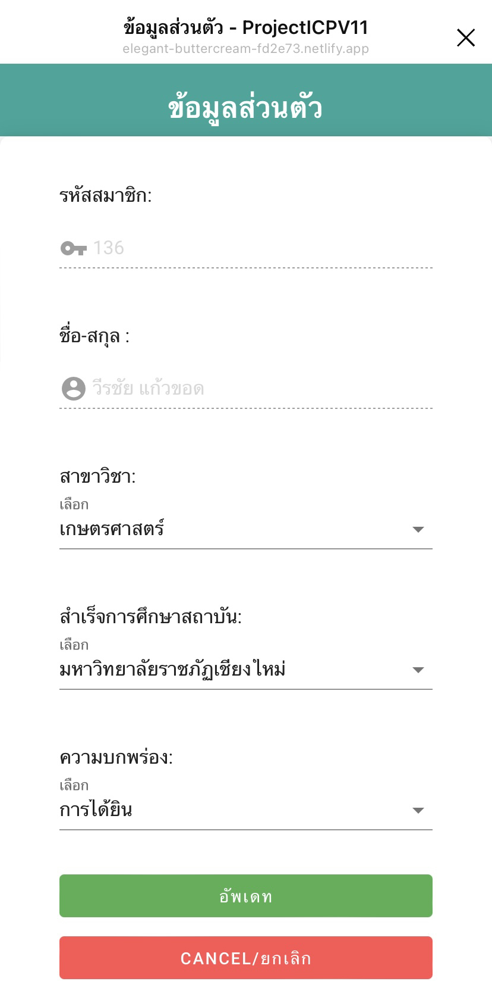 ข้อมูลส่วนตัว - ProjectICPV11
elegant-buttercream-fd2e73.netlify.app
ข้อมูลส่วนตัว
รหัสสมาชิก:
136
ชื่อ-สกุล :
วีรชัย แก้วขอด
สาขาวิชา:
เลือก
เกษตรศาสตร์
สำเร็จการศึกษาสถาบัน:
เลือก
มหาวิทยาลัยราชภัฏเชียงใหม่
ความบกพร่อง:
เลือก
การได้ยิน
อัพเดท
CANCEL/ยกเลิก